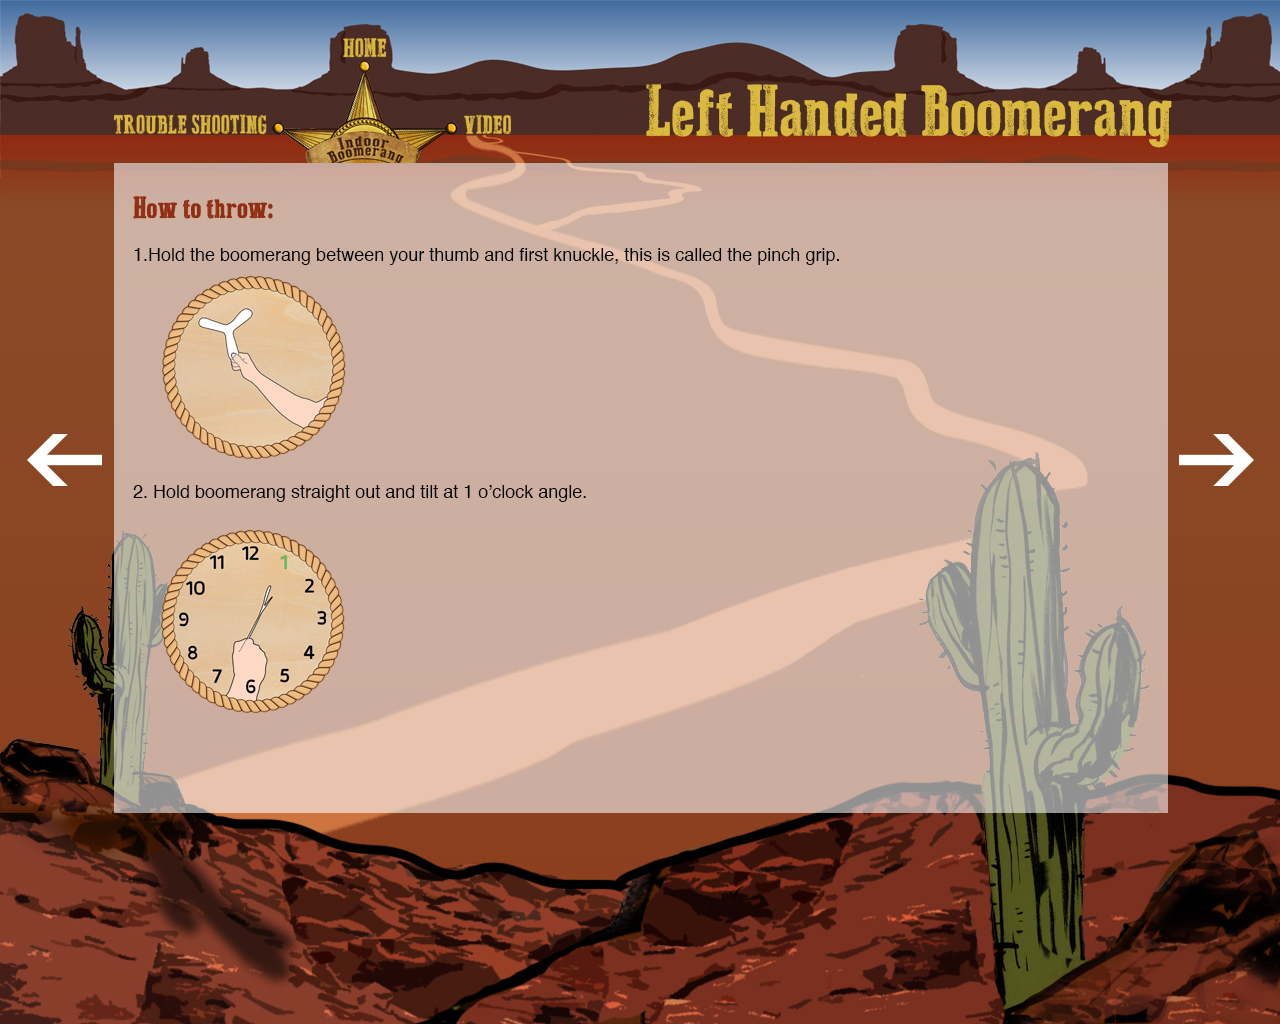 HOME
TROUBLE SHOOTING
VIDEO
Indoor
Boomerang
Left Handed Boomerang
How to throw:
1.Hold the boomerang between your thumb and first knuckle, this is called the pinch grip.
2. Hold boomerang straight out and tilt at 1 o’clock angle.
12
11
1
10
2
9
3
8
4
7
5
6